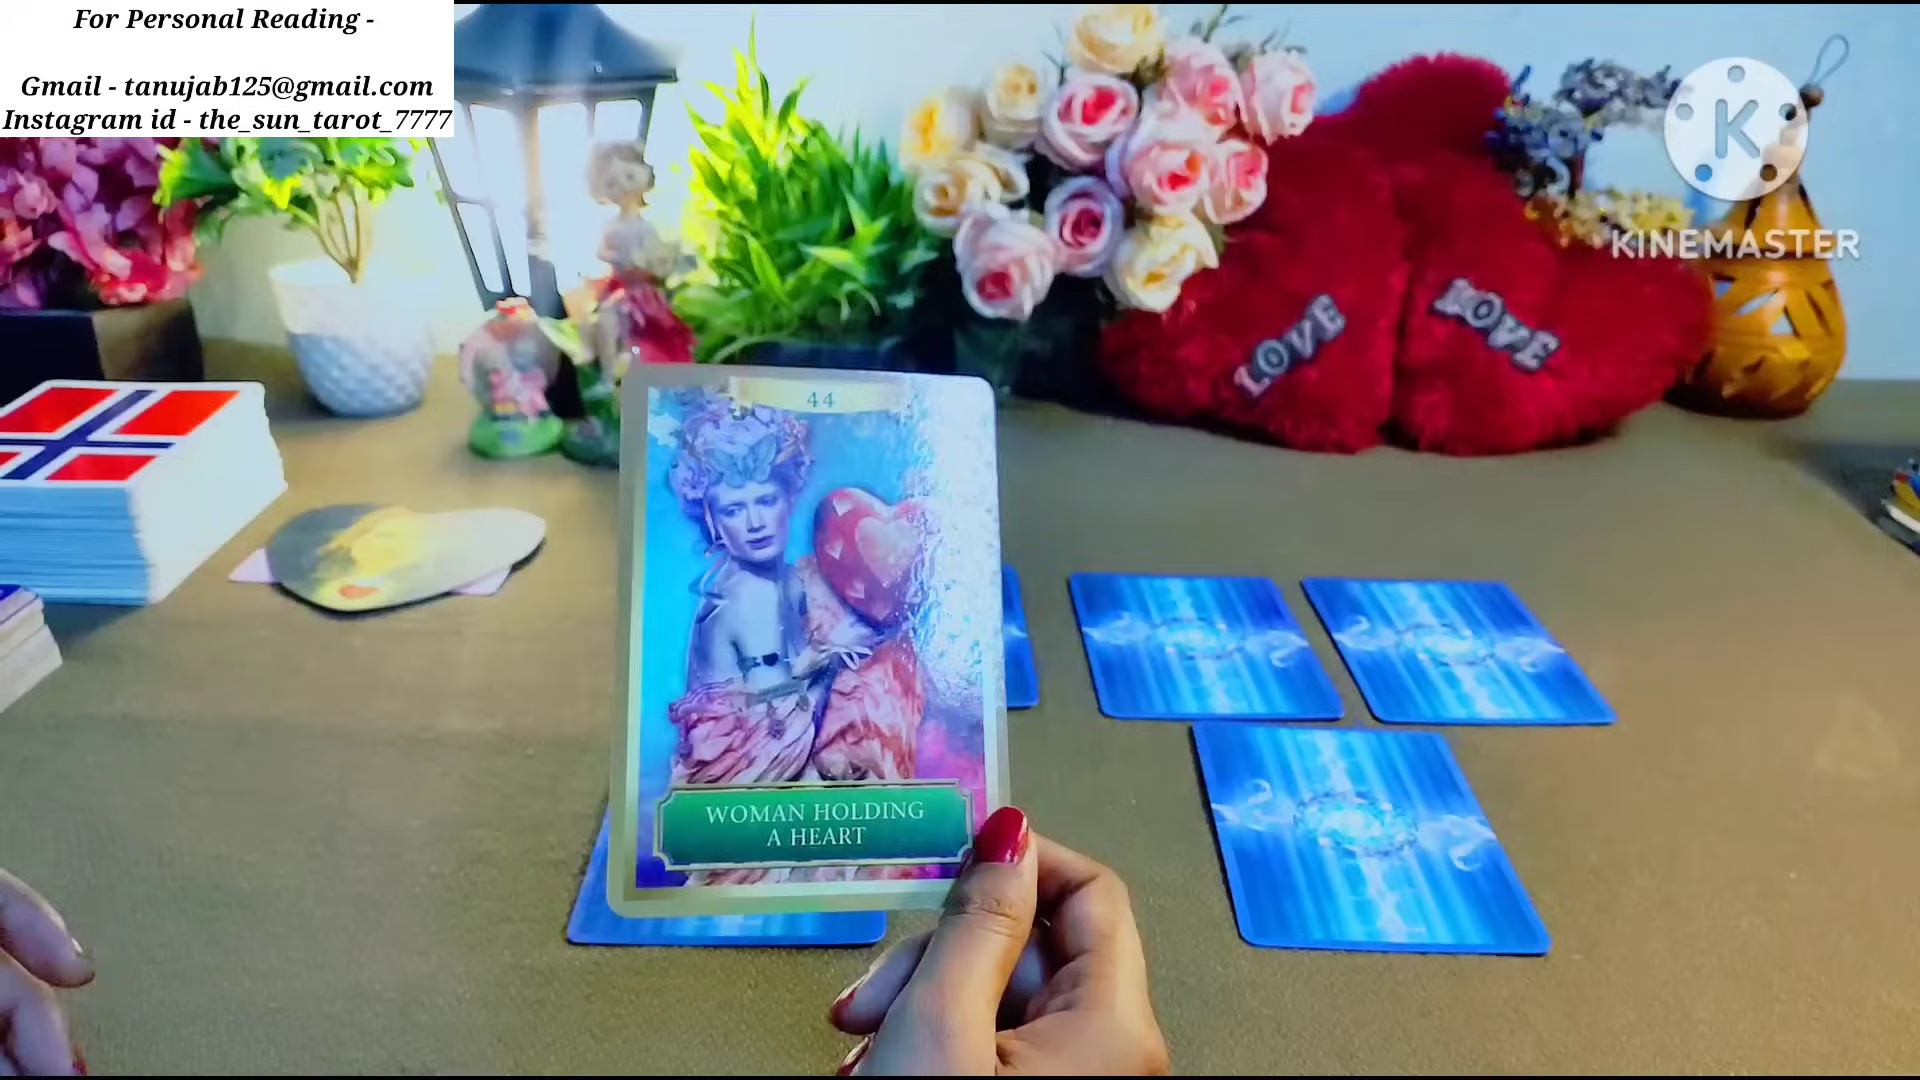 For Personal Reading -
Gmail - tanujab125@gmail.com
Instagram id - the_sun_tarot_7777
K
KINEMASTER
LOVE
LOVE
44
WOMAN HOLDING
A HEART